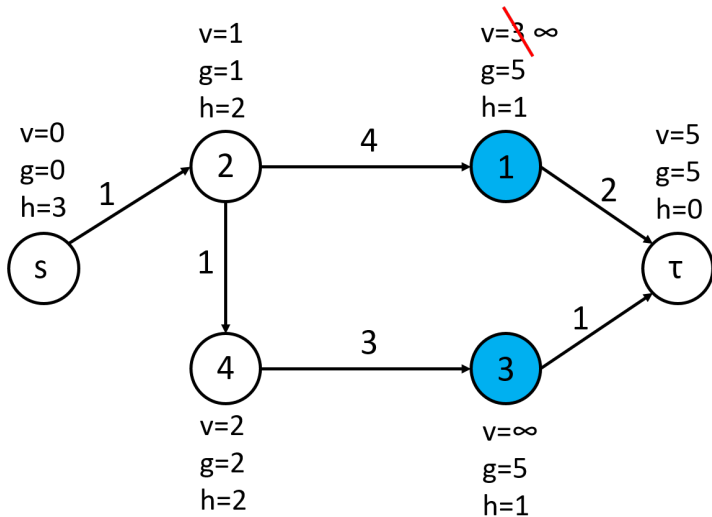 v=1
g=1
h=2
v=3 ∞
g=5
h=1
v=0
g=0
h=3
v=5
g=5
h=0
1
2
4
1
2
s
1
τ
1
4
3
3
v=2
g=2
h=2
v=∞
g=5
h=1